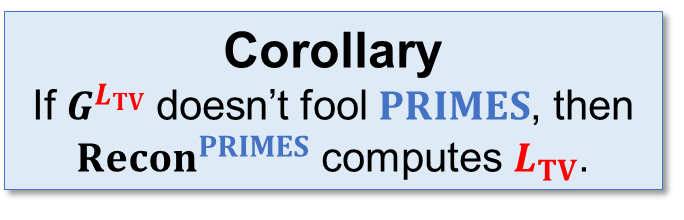 Corollary
If G^{L_TV} doesn’t fool PRIMES, then
Recon^PRIMES computes L_TV.